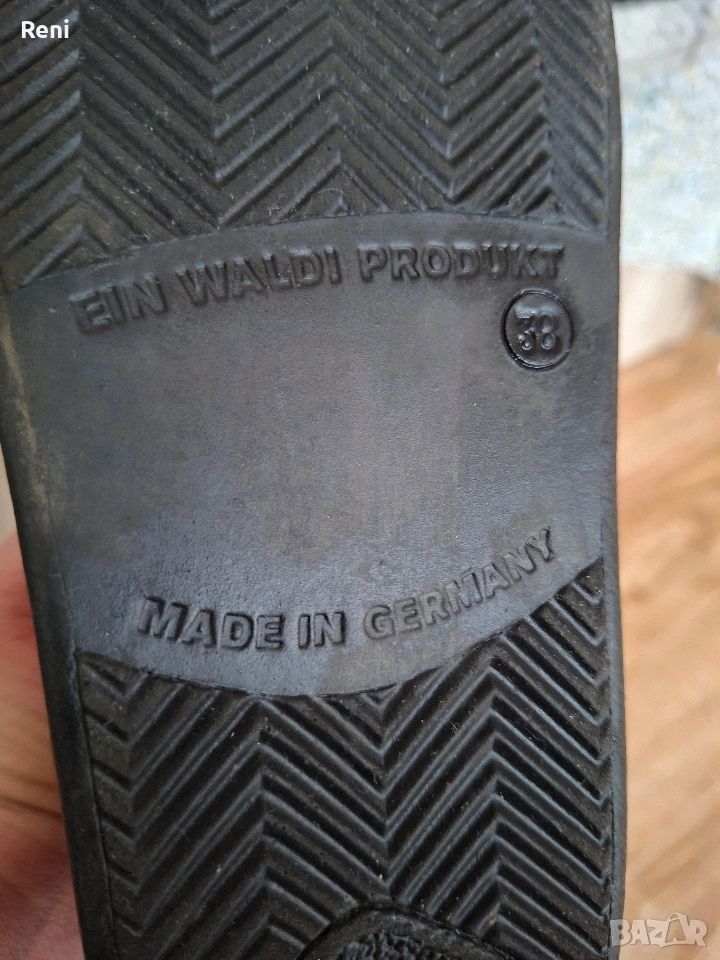 Reni
EIN WALDI PRODUKT
38
MADE IN GERMANY
BAZAR